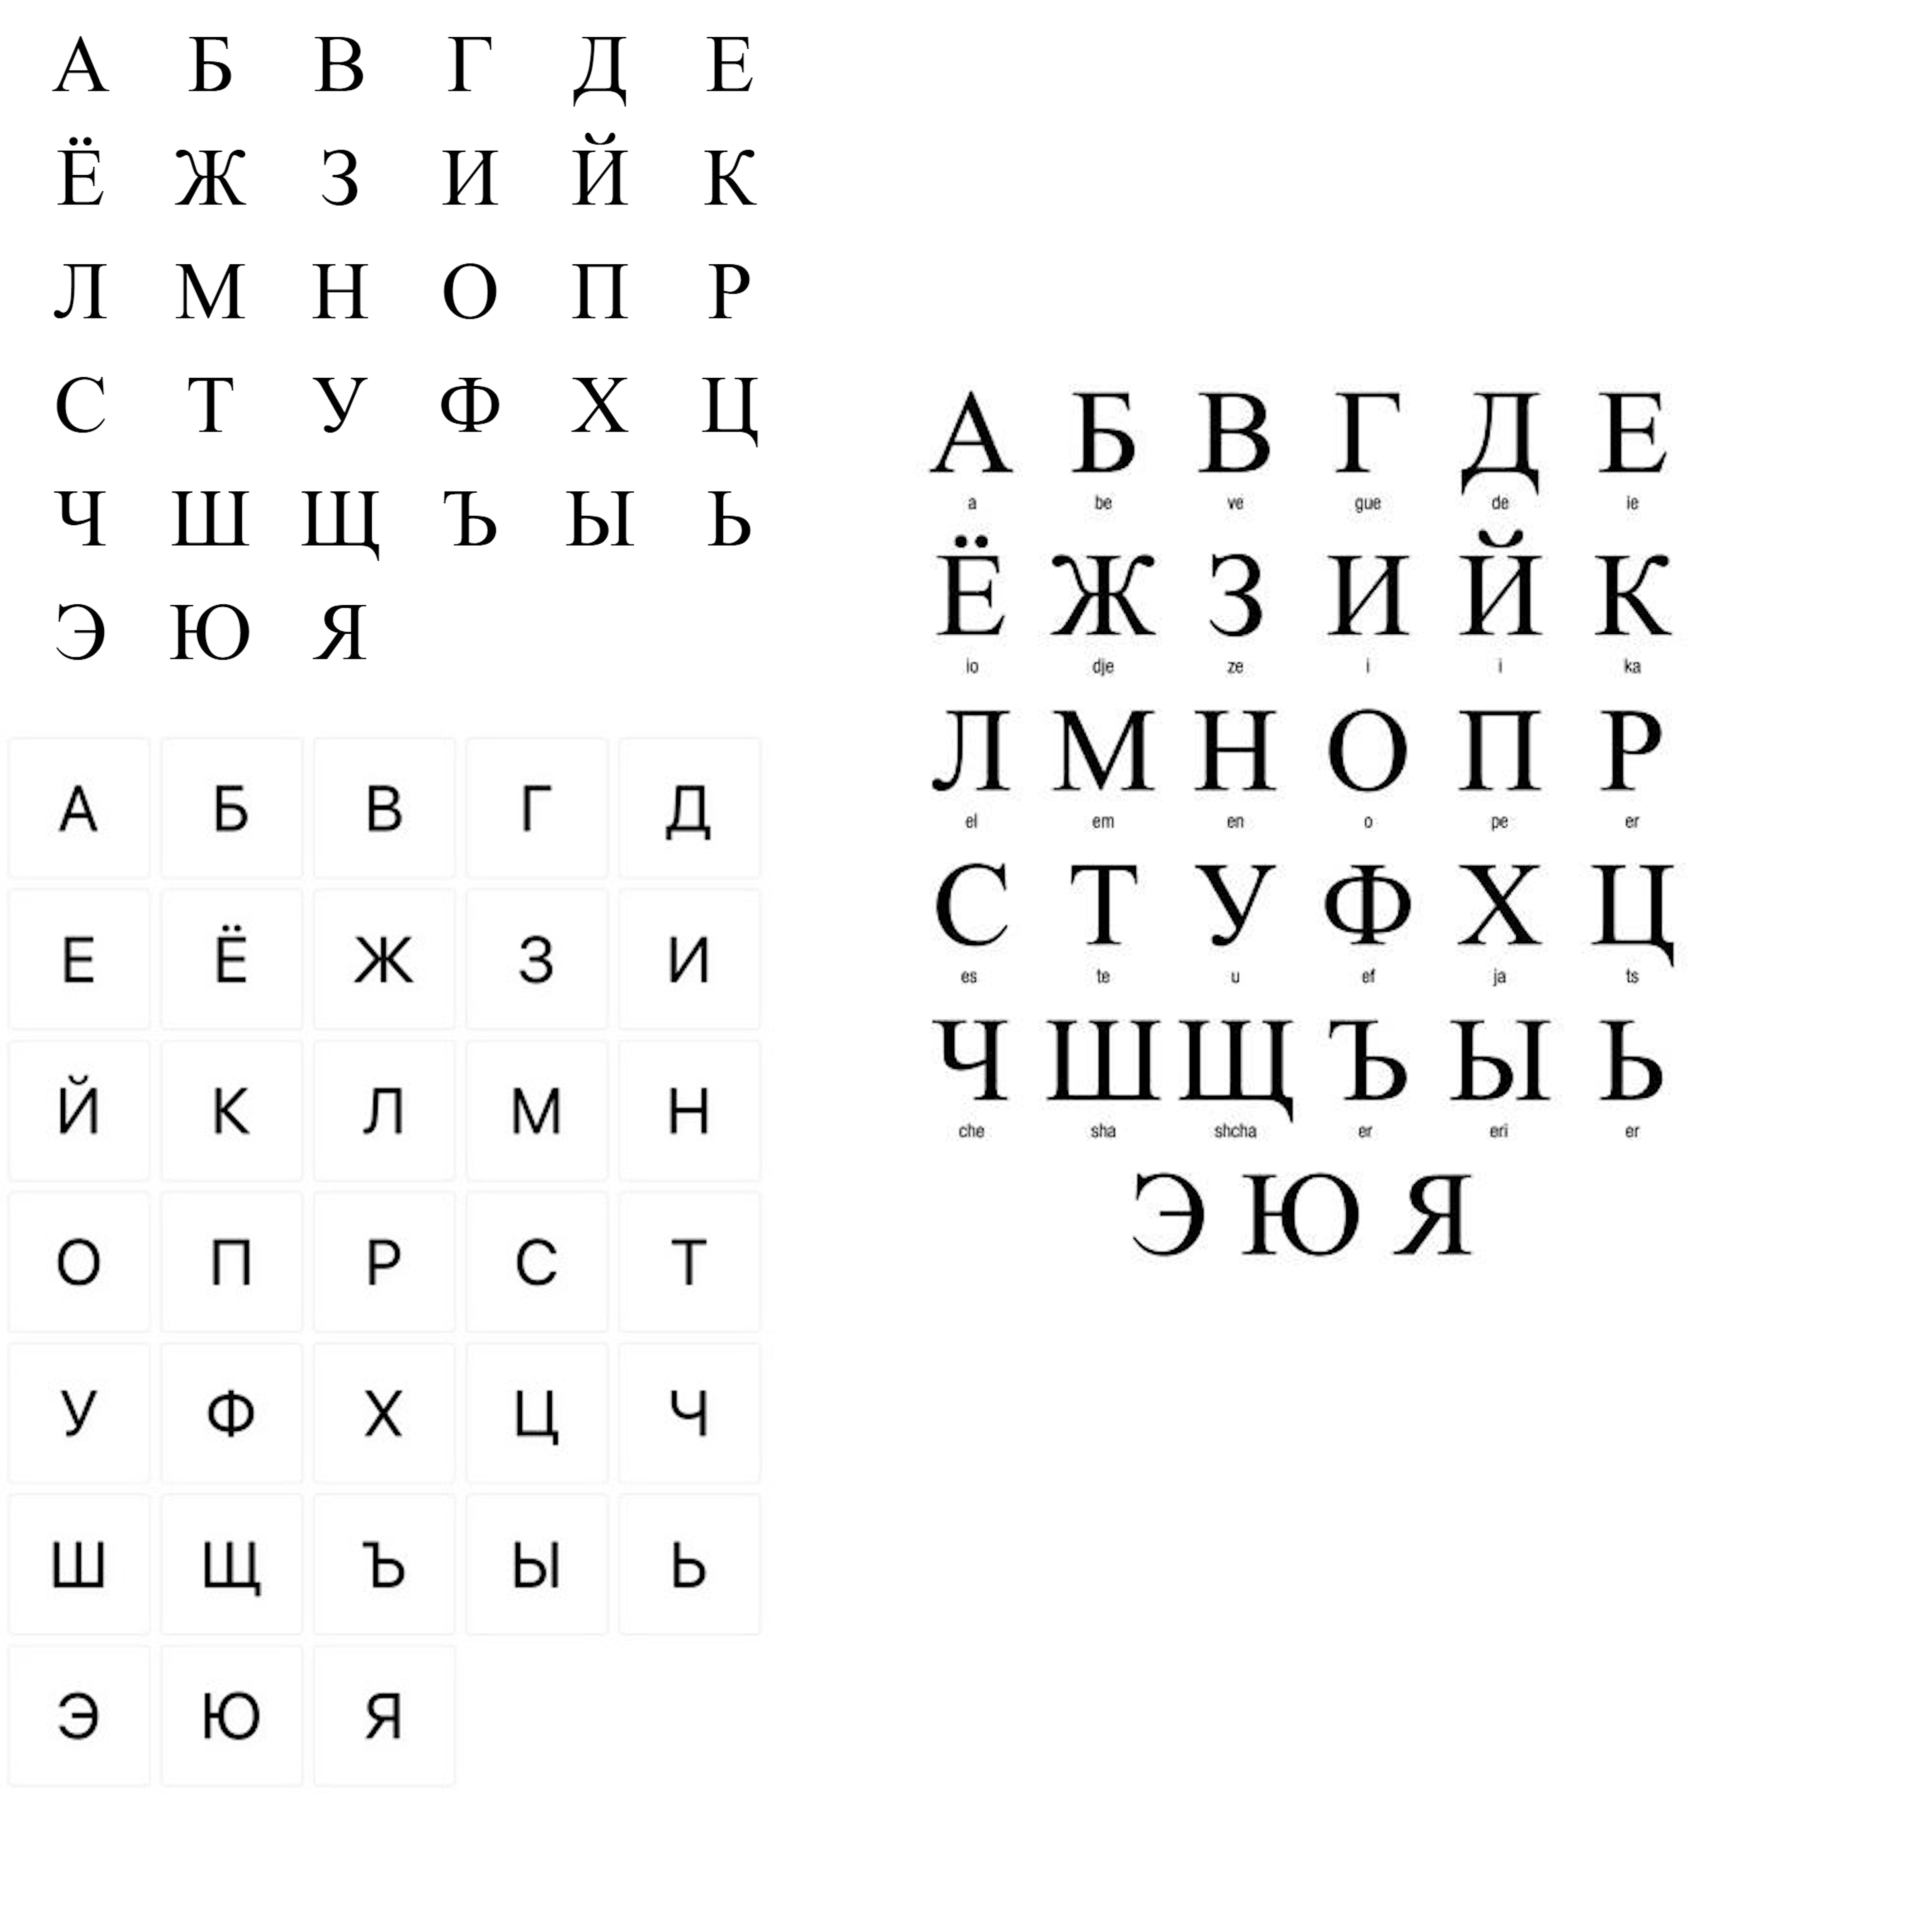 А Б В Г Д Е
Ё Ж З И Й К
Л М Н О П Р
С Т У Ф Х Ц
Ч Ш Щ Ъ Ы Ь
Э Ю Я
А Б В Г Д
Е Ё Ж З И
Й К Л М Н
О П Р С Т
У Ф Х Ц Ч
Ш Щ Ъ Ы Ь
Э Ю Я
А Б В Г Д Е
a be ve gue de ie
Ё Ж З И Й К
io dje ze i i ka
Л М Н О П Р
el em en o pe er
С Т У Ф Х Ц
es te u ef ja ts
Ч Ш Щ Ъ Ы Ь
che sha shcha er eri er
Э Ю Я